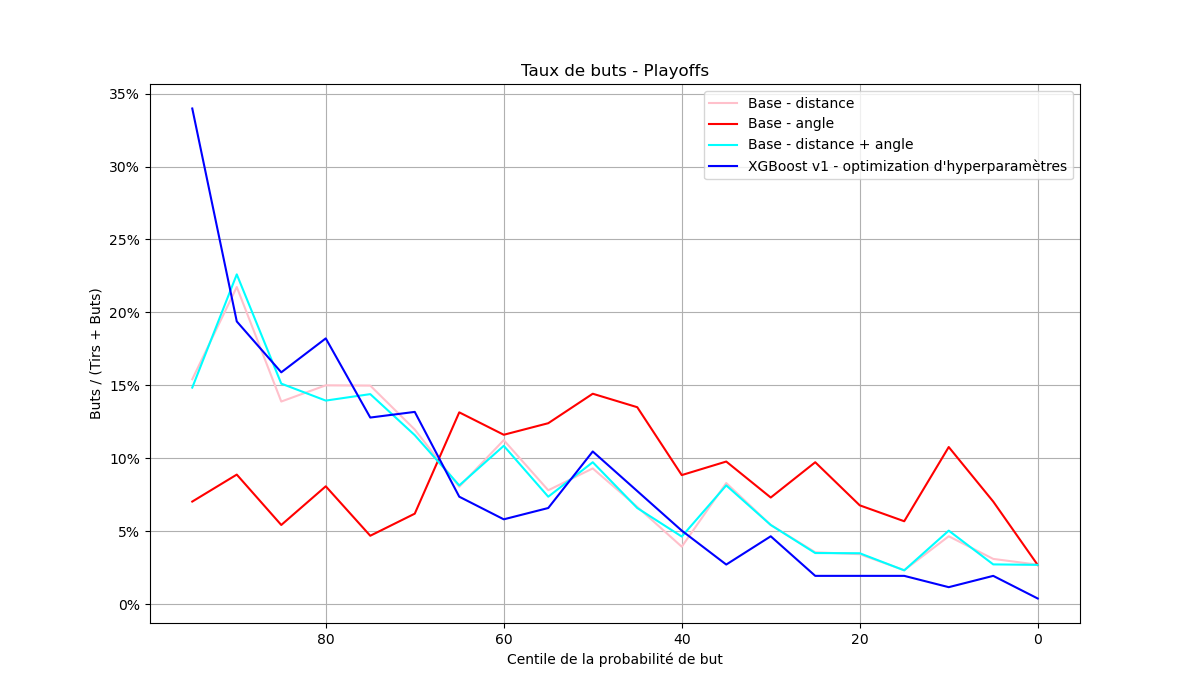 Taux de buts - Playoffs
35%
30%
25%
20%
15%
10%
5%
0%
Buts / (Tirs + Buts)
Base - distance
Base - angle
Base - distance + angle
XGBoost v1 - optimization d'hyperparamètres
80
60
40
20
0
Centile de la probabilité de but